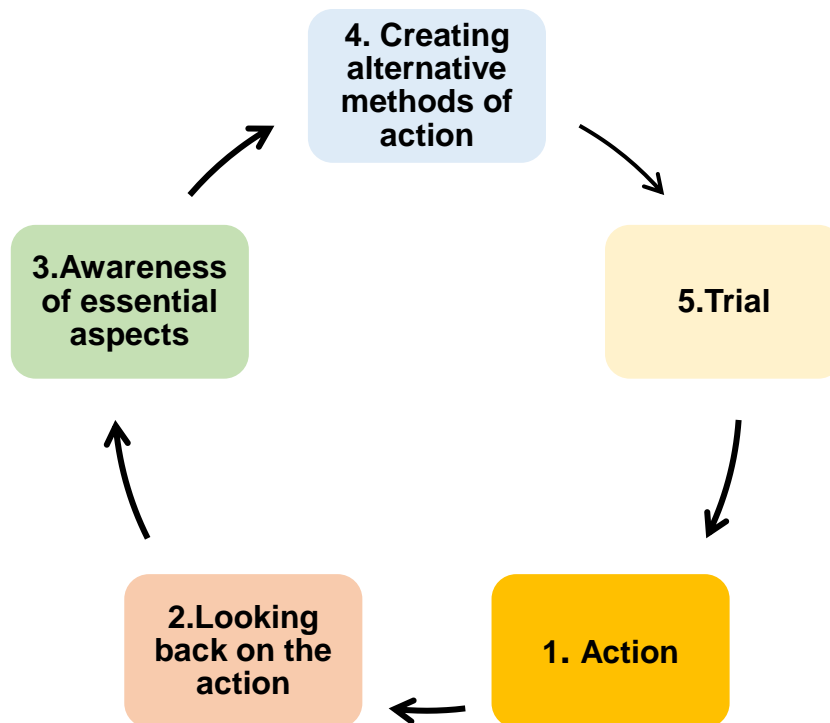 4. Creating
alternative
methods of
action
3.Awareness
of essential
aspects
5.Trial
2.Looking
back on the
action
1. Action